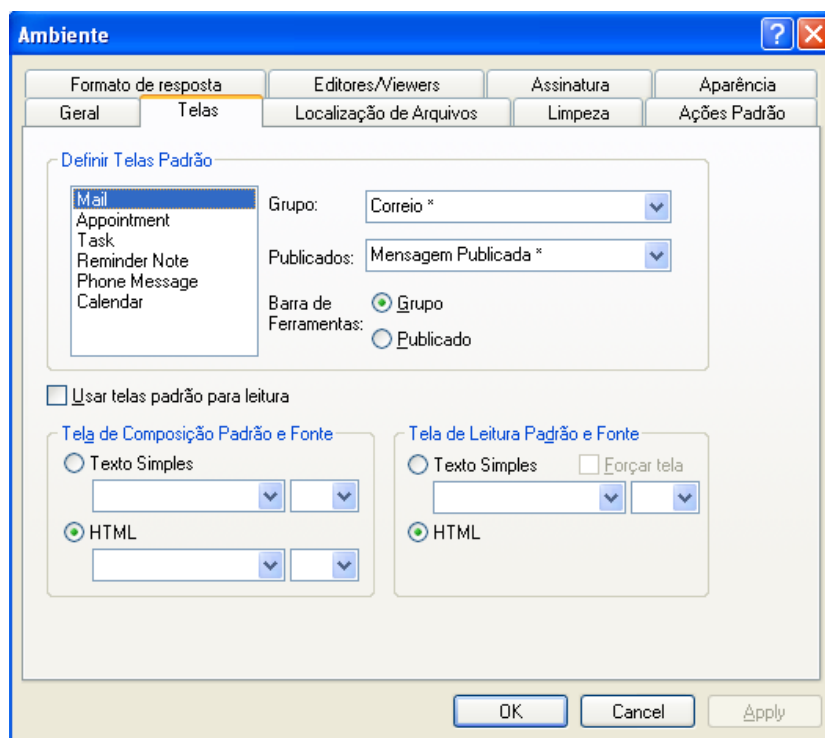 Ambiente
Formato de resposta Editores/Viewers Assinatura Aparência
Geral Telas Localização de Arquivos Limpeza Ações Padrão
Definir Telas Padrão
Mail
Appointment
Task
Reminder Note
Phone Message
Calendar
Grupo: Correio *
Publicados: Mensagem Publicada *
Barra de Ferramentas:
Grupo
Publicado
Usar telas padrão para leitura
Tela de Composição Padrão e Fonte
Texto Simples
HTML
Tela de Leitura Padrão e Fonte
Texto Simples Forçar tela
HTML
OK Cancel Apply